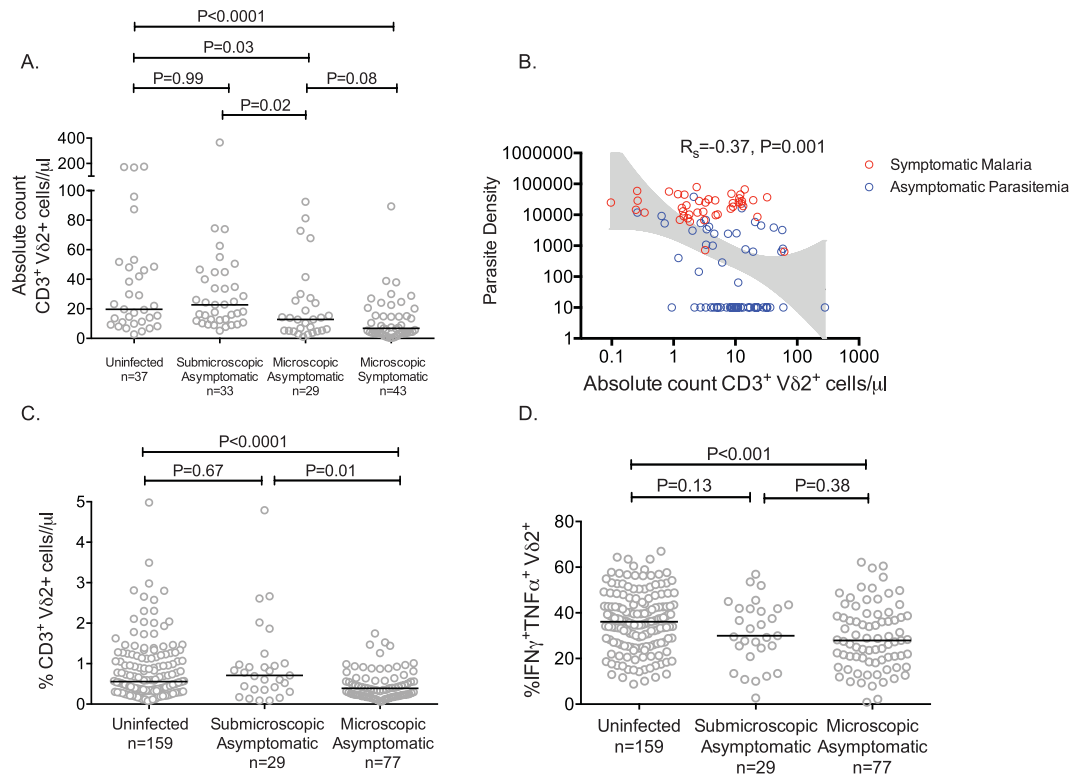 A.
P<0.0001
P=0.03
P=0.99
P=0.08
P=0.02
Absolute count
CD3⁺ Vδ2+ cells//μl
400
200
100
80
60
40
20
0
Uninfected
n=37
Submicroscopic
Asymptomatic
n=33
Microscopic
Asymptomatic
n=29
Microscopic
Symptomatic
n=43
B.
Rₛ=-0.37, P=0.001
Symptomatic Malaria
Asymptomatic Parasitemia
Parasite Density
1000000
100000
10000
1000
100
10
1
0.1
1
10
100
1000
Absolute count CD3⁺ Vδ2⁺ cells/μl
C.
P<0.0001
P=0.67
P=0.01
% CD3⁺ Vδ2+ cells//μl
5
4
3
2
1
0
Uninfected
n=159
Submicroscopic
Asymptomatic
n=29
Microscopic
Asymptomatic
n=77
D.
P<0.001
P=0.13
P=0.38
%IFNγ⁺TNFα⁺ Vδ2⁺
80
60
40
20
0
Uninfected
n=159
Submicroscopic
Asymptomatic
n=29
Microscopic
Asymptomatic
n=77